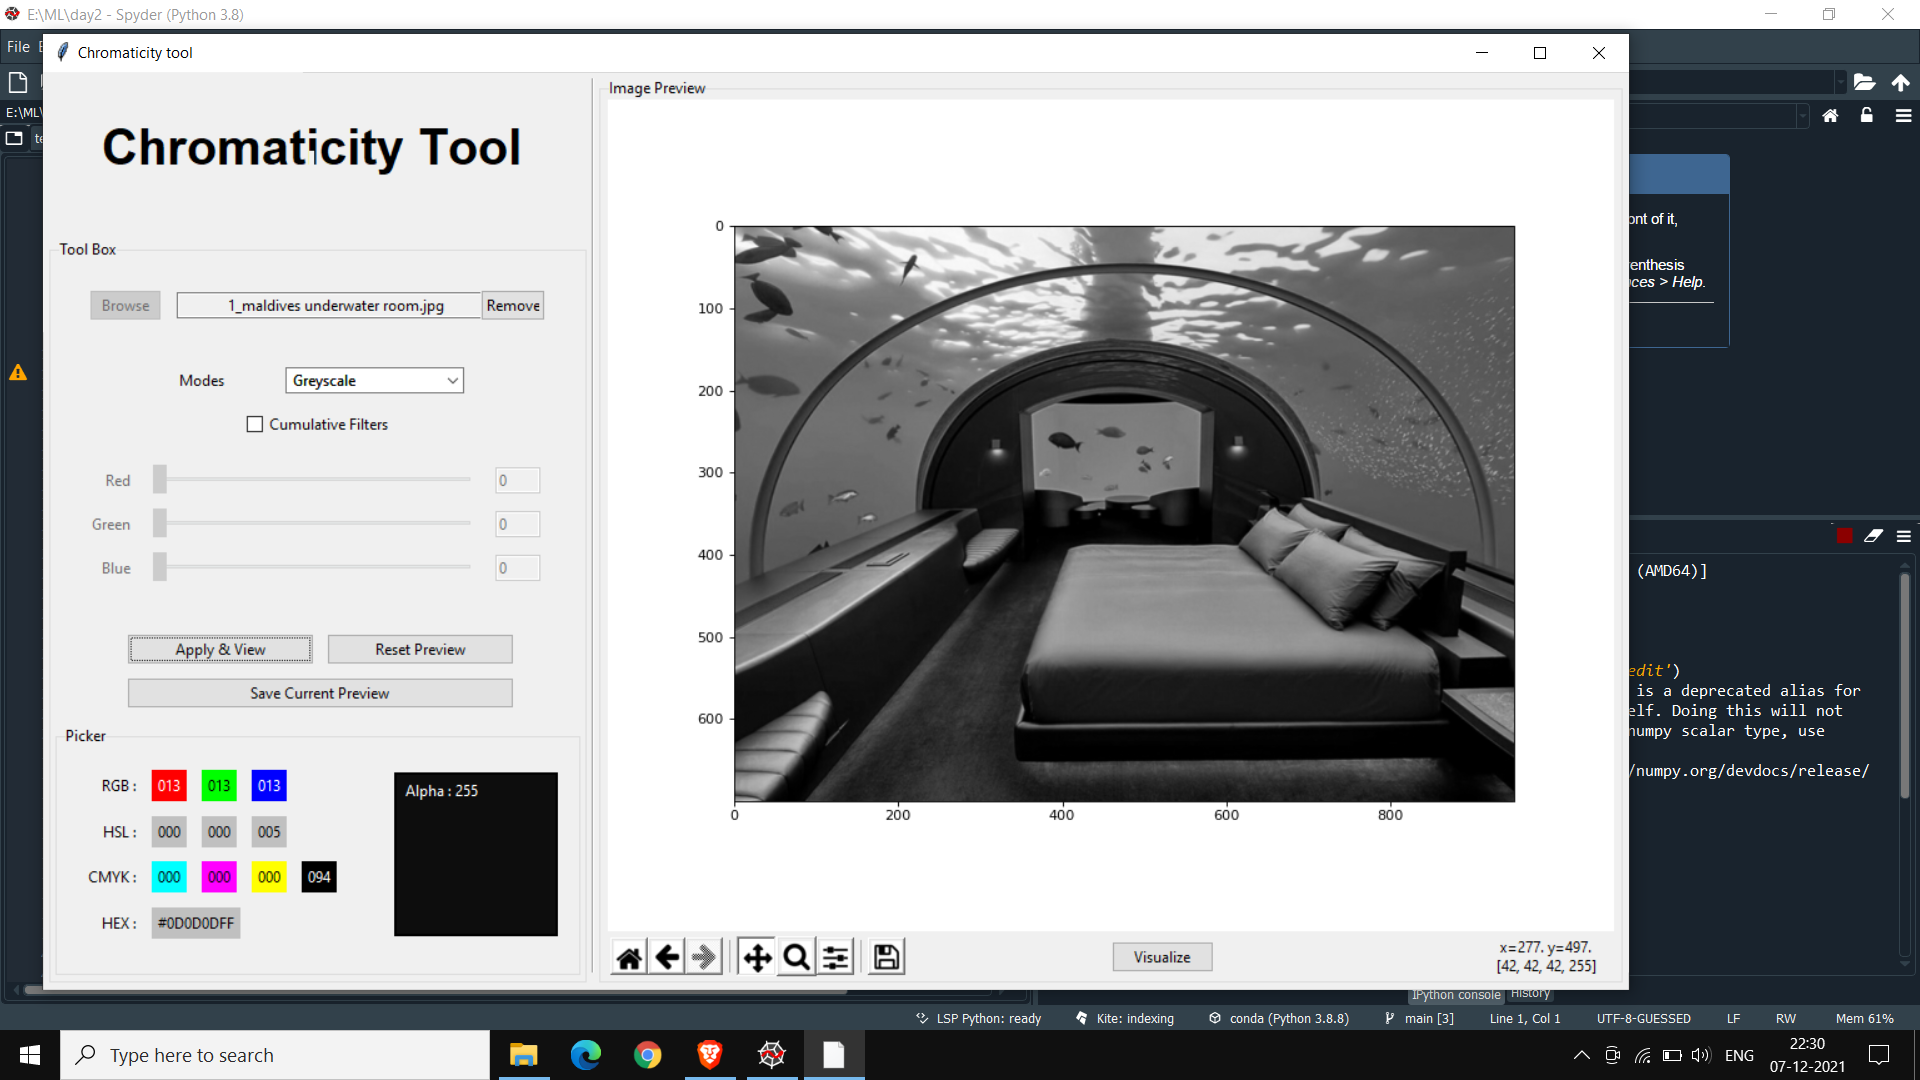 E:\ML\day2 - Spyder (Python 3.8)
File
Chromaticity tool
E:\ML\
Chromaticity Tool
Tool Box
Browse
1_maldives underwater room.jpg
Remove
Modes
Greyscale
Cumulative Filters
Red
0
Green
0
Blue
0
Apply & View
Reset Preview
Save Current Preview
Picker
RGB :
013
013
013
HSL :
000
000
005
CMYK :
000
000
000
094
HEX :
#0D0D0DFF
Alpha : 255
Image Preview
0
100
200
300
400
500
600
0
200
400
600
800
Visualize
x=277. y=497.
[42, 42, 42, 255]
ont of it,
enthesis
ces > Help.
(AMD64)]
edit')
is a deprecated alias for
elf. Doing this will not
numpy scalar type, use
/numpy.org/devdocs/release/
IPython console
History
LSP Python: ready
Kite: indexing
conda (Python 3.8.8)
main [3]
Line 1, Col 1
UTF-8-GUESSED
LF
RW
Mem 61%
Type here to search
ENG
22:30
07-12-2021